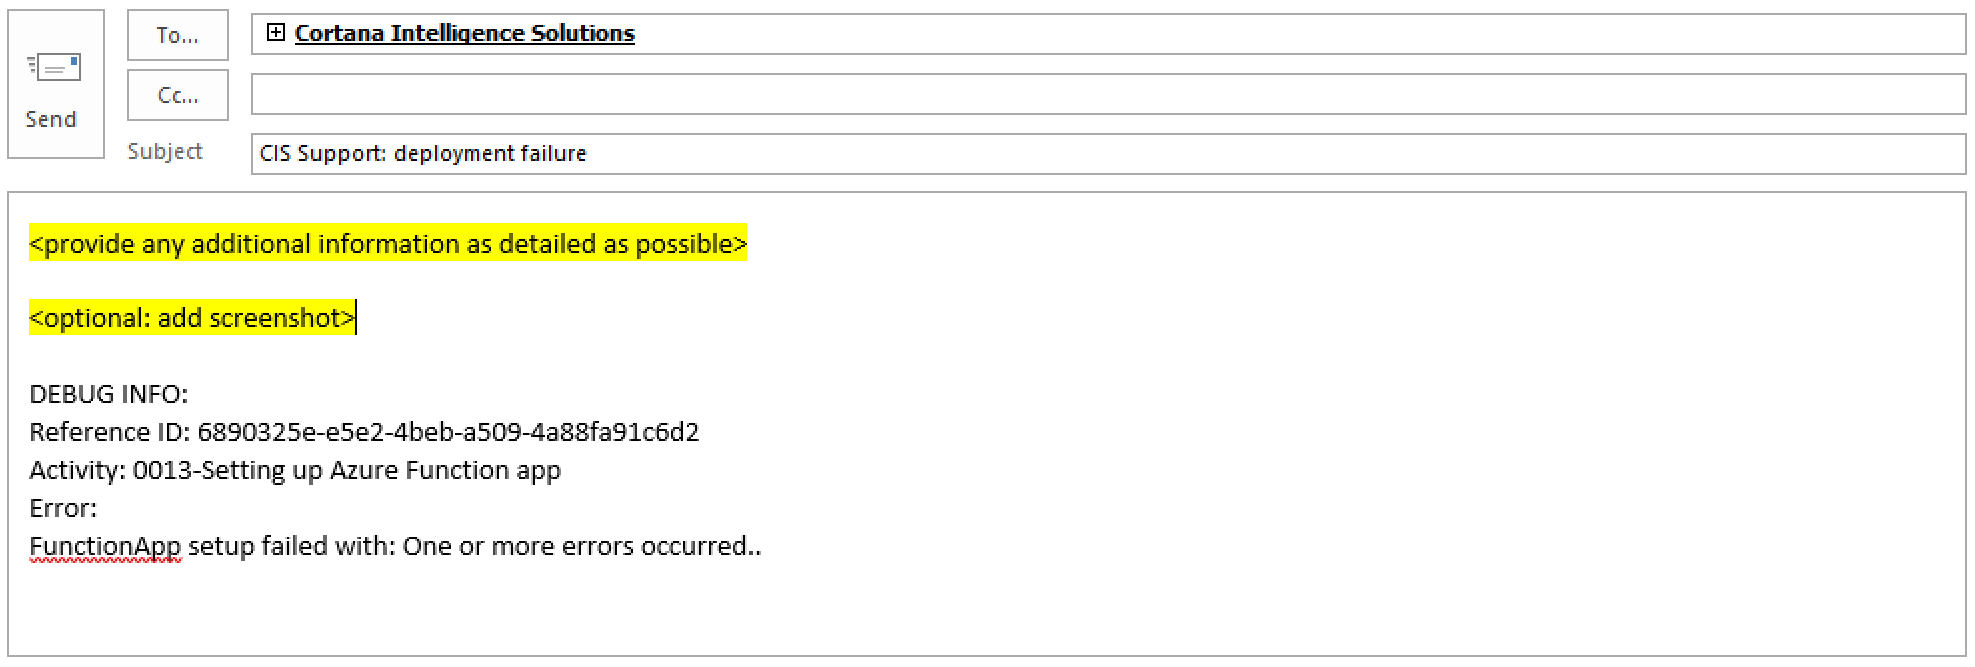 Send
To...
Cortana Intelligence Solutions
Cc...
Subject
CIS Support: deployment failure
<provide any additional information as detailed as possible>
<optional: add screenshot>
DEBUG INFO:
Reference ID: 6890325e-e5e2-4beb-a509-4a88fa91c6d2
Activity: 0013-Setting up Azure Function app
Error:
FunctionApp setup failed with: One or more errors occurred..